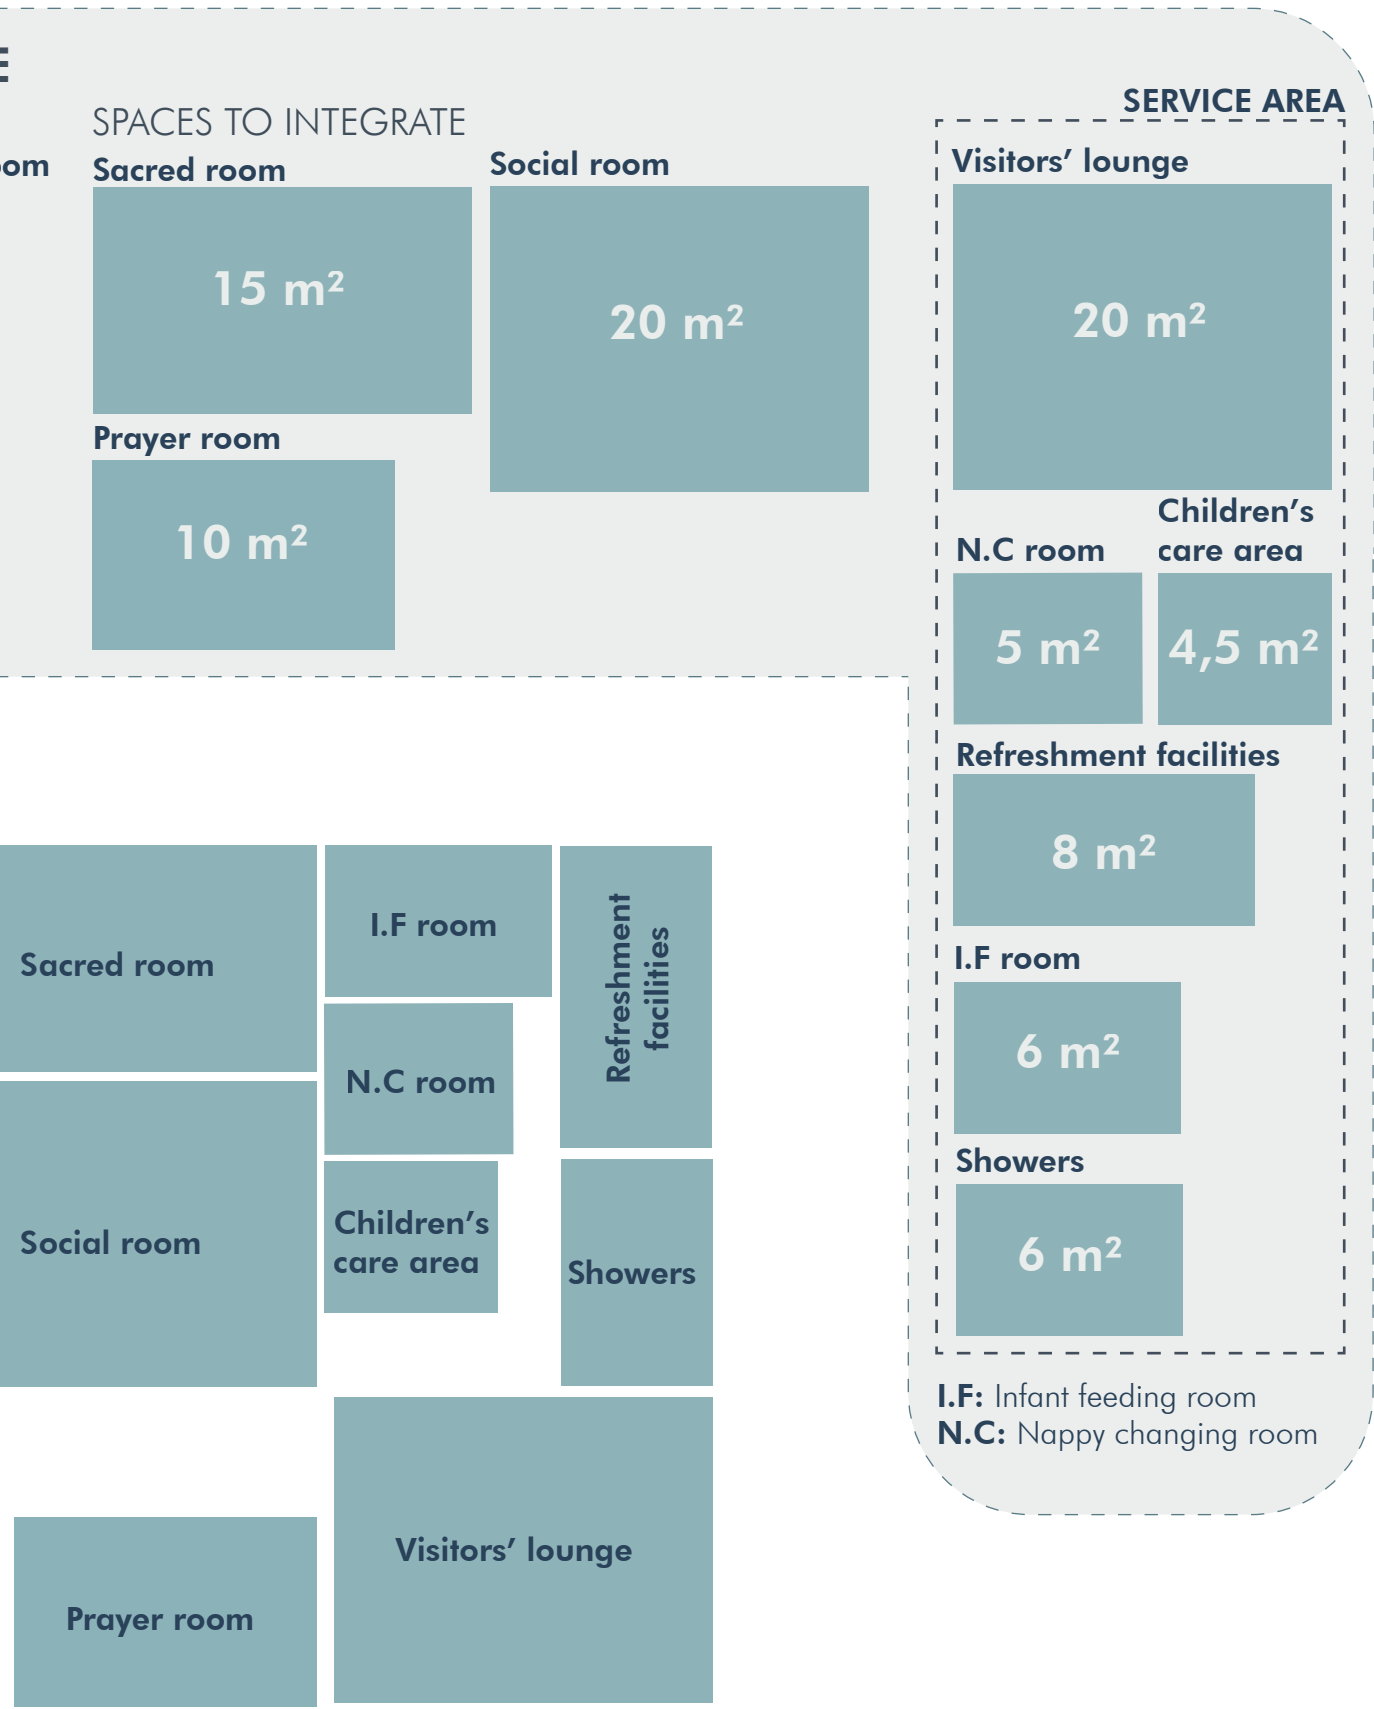 E
SPACES TO INTEGRATE
oom
Sacred room
15 m²
Social room
20 m²
Prayer room
10 m²
SERVICE AREA
Visitors’ lounge
20 m²
N.C room
5 m²
Children’s
care area
4,5 m²
Refreshment facilities
8 m²
I.F room
6 m²
Showers
6 m²
I.F: Infant feeding room
N.C: Nappy changing room
Sacred room
I.F room
Refreshment
facilities
N.C room
Social room
Children’s
care area
Showers
Visitors’ lounge
Prayer room